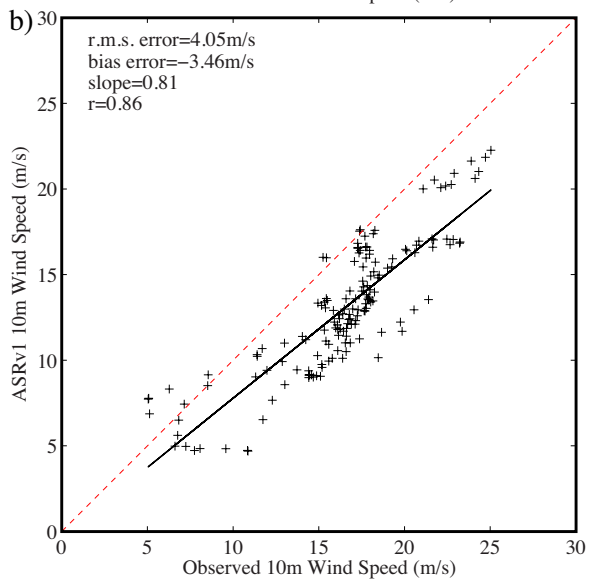 b)
r.m.s. error=4.05m/s
bias error=−3.46m/s
slope=0.81
r=0.86
30
25
20
15
10
5
0
ASRv1 10m Wind Speed (m/s)
0 5 10 15 20 25 30
Observed 10m Wind Speed (m/s)